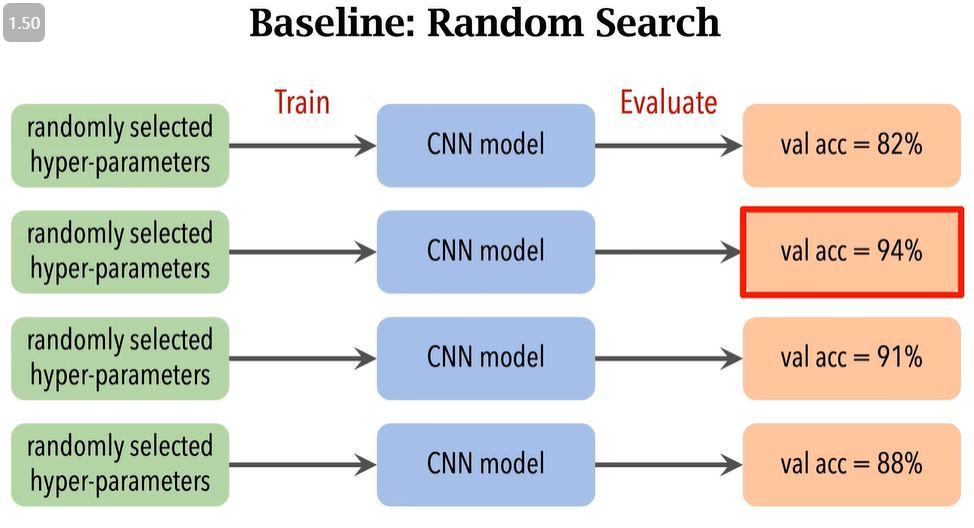 1.50
Baseline: Random Search
Train
Evaluate
randomly selected
hyper-parameters
CNN model
val acc = 82%
randomly selected
hyper-parameters
CNN model
val acc = 94%
randomly selected
hyper-parameters
CNN model
val acc = 91%
randomly selected
hyper-parameters
CNN model
val acc = 88%